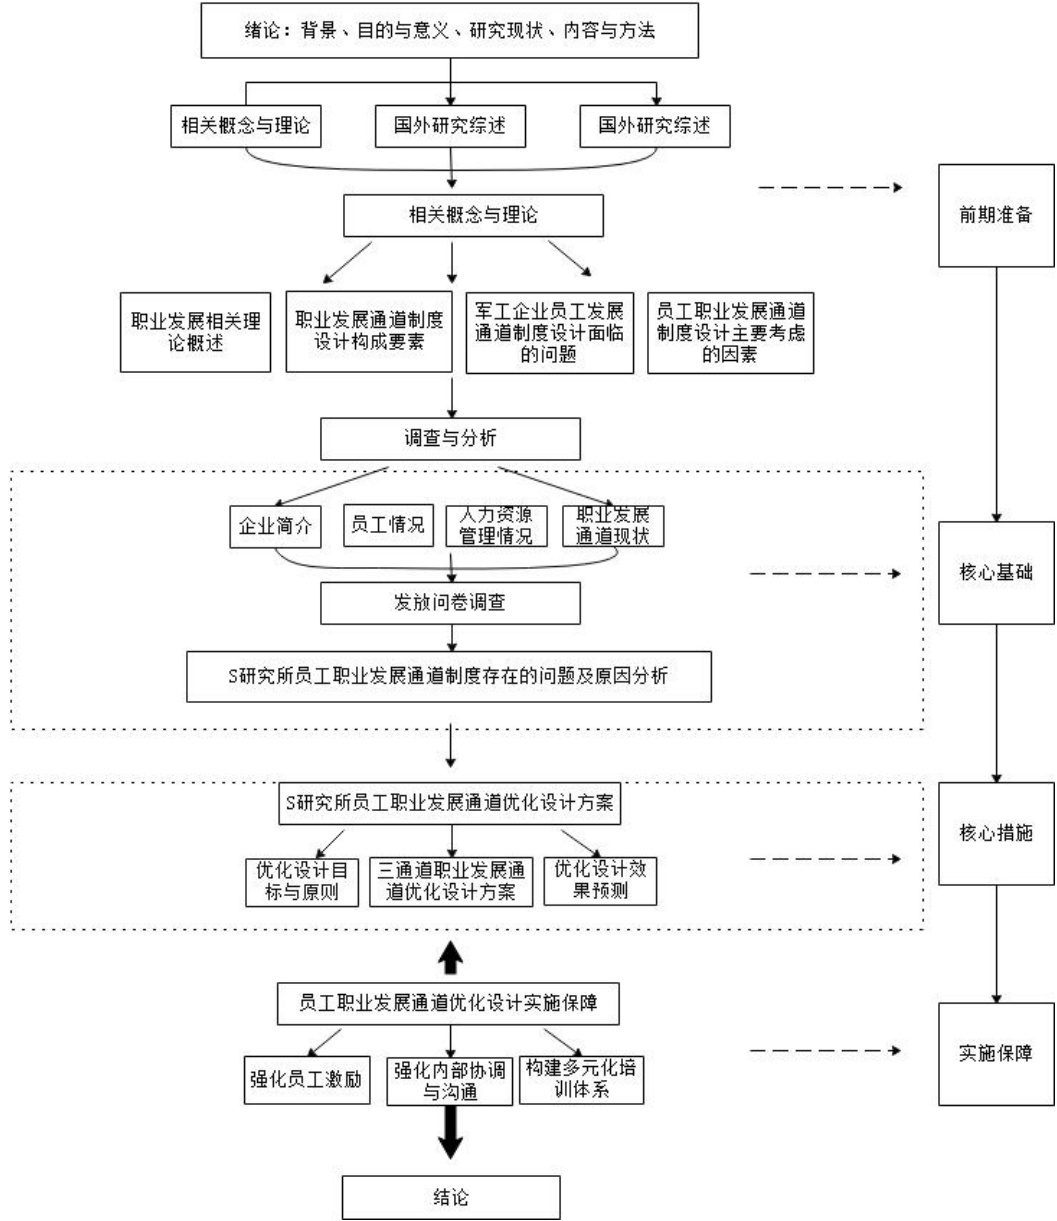 绪论：背景、目的与意义、研究现状、内容与方法
相关概念与理论
国外研究综述
国外研究综述
相关概念与理论
前期准备
职业发展相关理
论概述
职业发展通道制度
设计构成要素
军工企业员工发展
通道制度设计面临
的问题
员工职业发展通道
制度设计主要考虑
的因素
调查与分析
企业简介
员工情况
人力资源
管理情况
职业发展
通道现状
核心基础
发放问卷调查
S研究所员工职业发展通道制度存在的问题及原因分析
S研究所员工职业发展通道优化设计方案
核心措施
优化设计目
标与原则
三通道职业发展通
道优化设计方案
优化设计效
果预测
员工职业发展通道优化设计实施保障
实施保障
强化员工激励
强化内部协调
与沟通
构建多元化培
训体系
结论